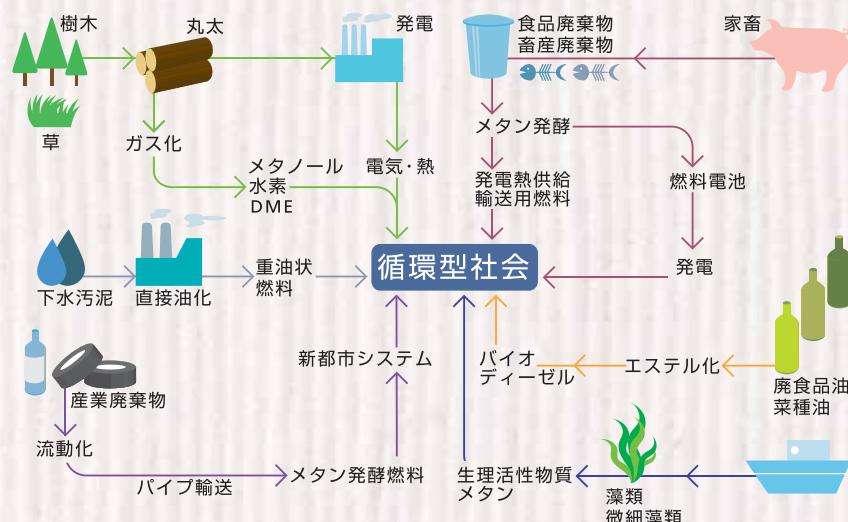 樹木
丸太
発電
食品廃棄物
畜産廃棄物
家畜
草
ガス化
メタノール
水素
DME
電気・熱
メタン発酵
発電熱供給
輸送用燃料
燃料電池
発電
循環型社会
下水汚泥
直接油化
重油状
燃料
新都市システム
バイオ
ディーゼル
エステル化
廃食品油
菜種油
産業廃棄物
流動化
パイプ輸送
メタン発酵燃料
生理活性物質
メタン
藻類
微細藻類